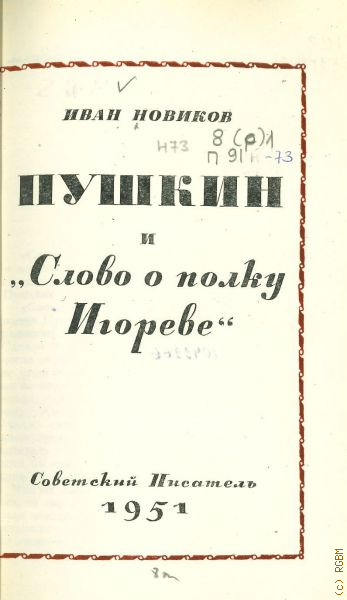 ИВАН НОВИКОВ
8 (р)1
Н73
П 91 н-73
ПУШКИН
И
„Слово о полку
Игореве“
Советский Писатель
1951
(c) RGBM